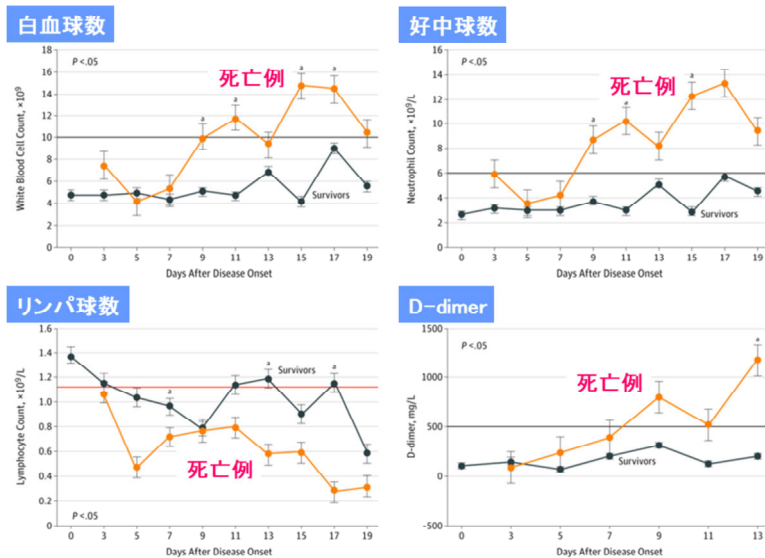 白血球数
P <.05
死亡例
a
a
a
a
Survivors
White Blood Cell Count, ×10⁹
18
16
14
12
10
8
6
4
2
0
0 3 5 7 9 11 13 15 17 19
Days After Disease Onset
好中球数
P <.05
死亡例
a
a
a
Survivors
Neutrophil Count, ×10⁹/L
16
14
12
10
8
6
4
2
0
0 3 5 7 9 11 13 15 17 19
Days After Disease Onset
リンパ球数
a
a
a
Survivors
死亡例
P <.05
Lymphocyte Count, ×10⁹/L
1.6
1.4
1.2
1.0
0.8
0.6
0.4
0.2
0
0 3 5 7 9 11 13 15 17 19
Days After Disease Onset
D-dimer
P <.05
a
死亡例
Survivors
D-dimer, mg/L
1500
1000
500
0
-500
0 3 5 7 9 11 13
Days After Disease Onset